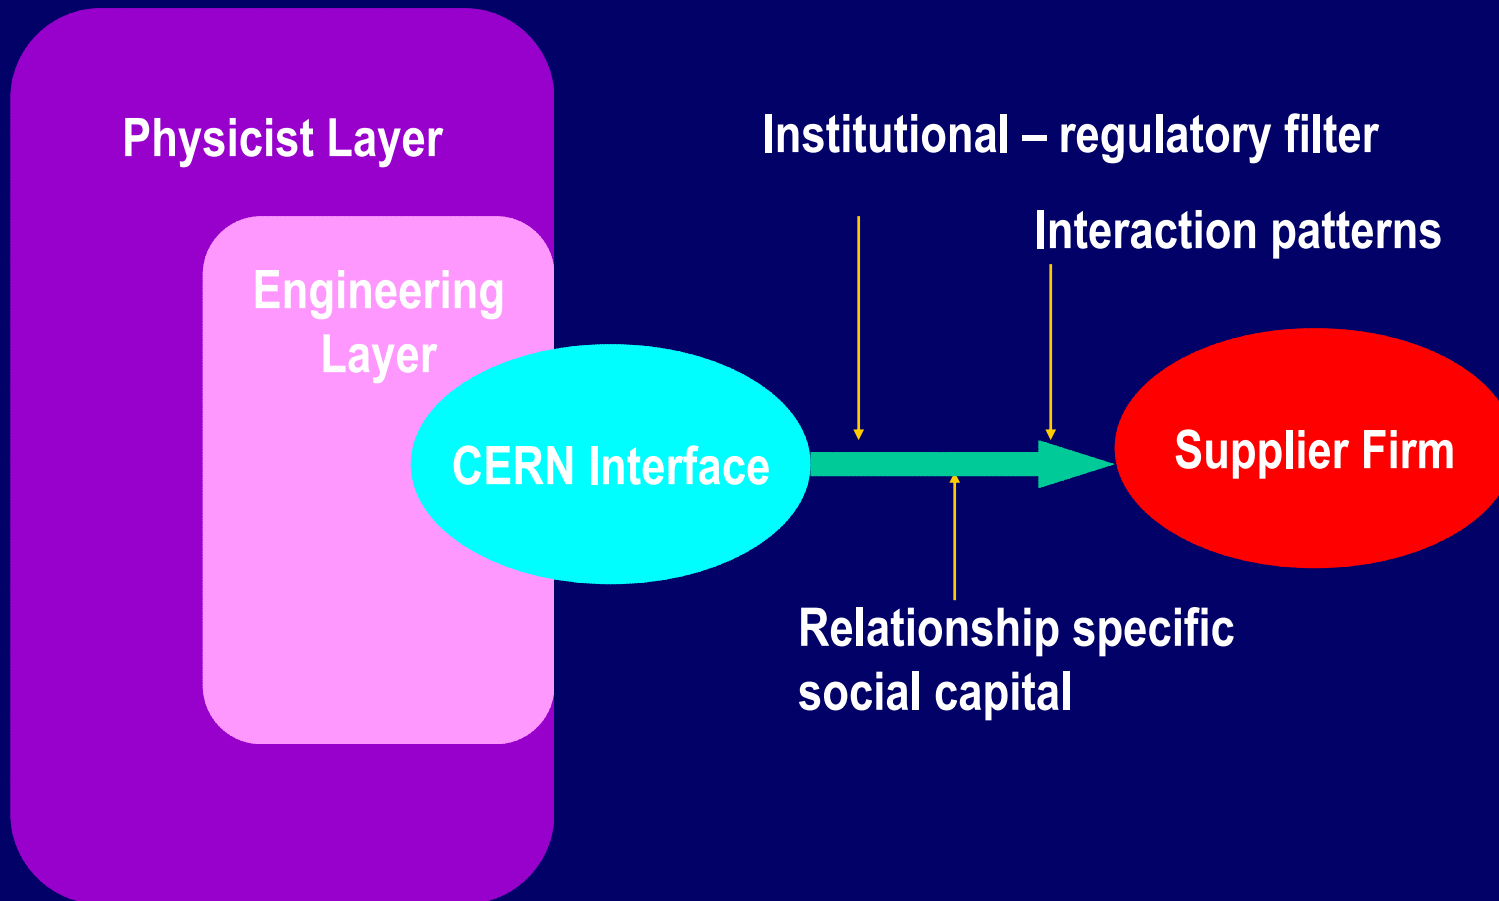 Physicist Layer
Institutional – regulatory filter
Interaction patterns
Engineering
Layer
CERN Interface
Supplier Firm
Relationship specific
social capital